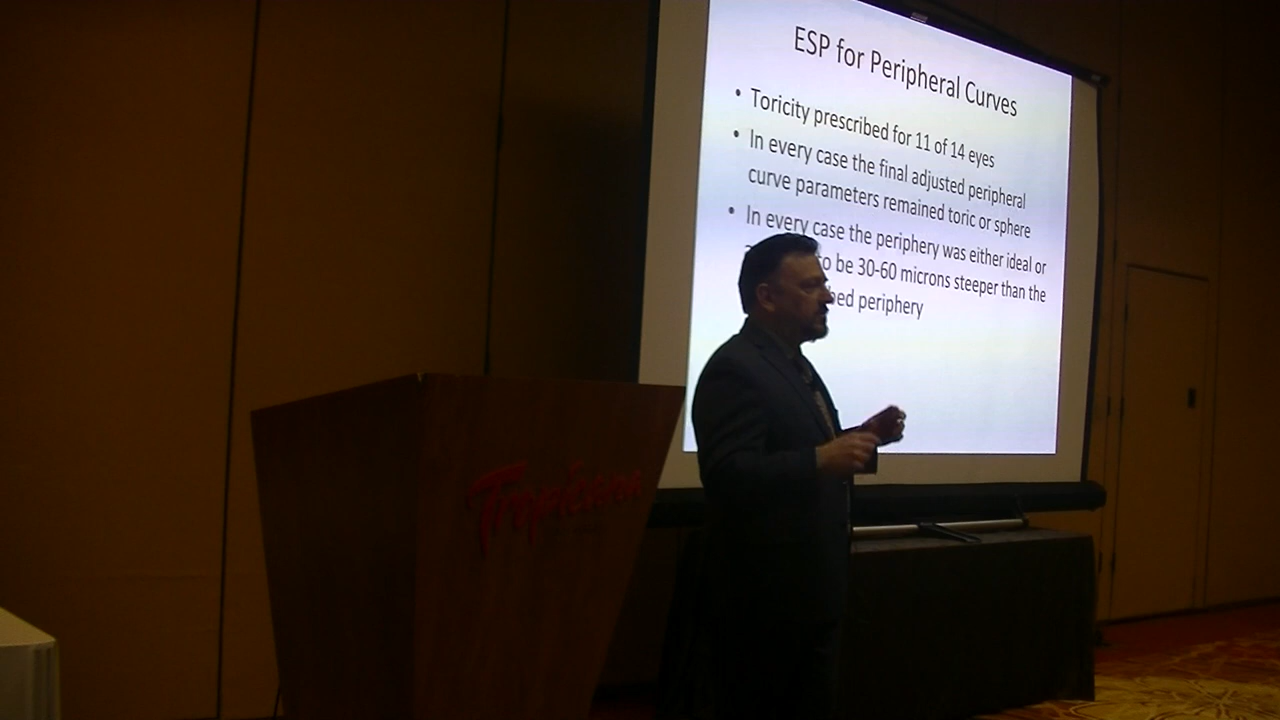 ESP for Peripheral Curves
• Toricity prescribed for 11 of 14 eyes
• In every case the final adjusted peripheral
curve parameters remained toric or sphere
• In every case the periphery was either ideal or
to be 30-60 microns steeper than the
periphery
Tropicana